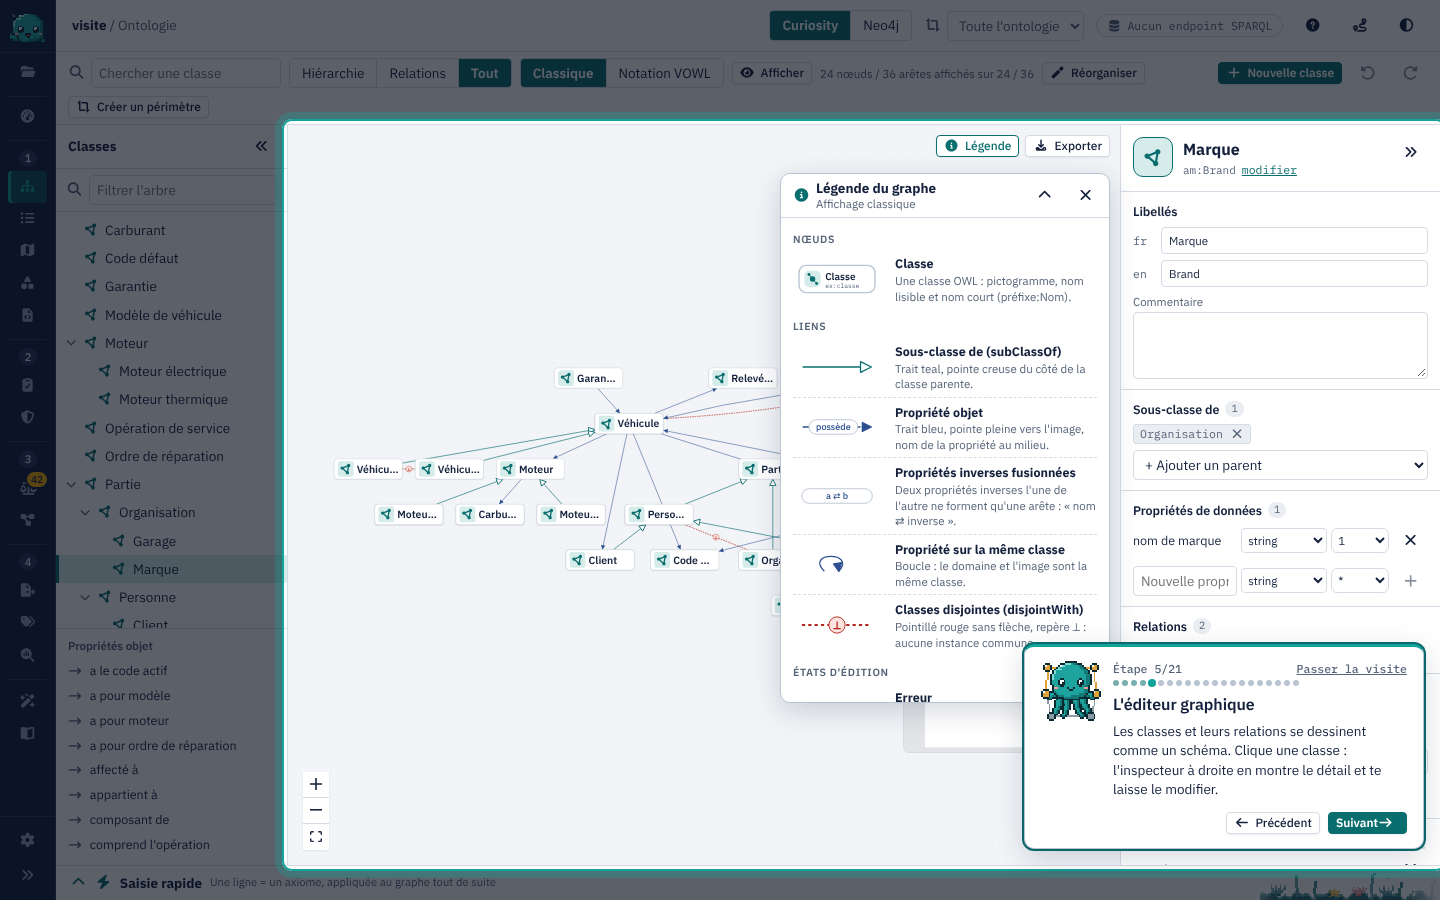 visite / Ontologie
Curiosity
Neo4j
Toute l'ontologie
Aucun endpoint SPARQL
Chercher une classe
Hiérarchie
Relations
Tout
Classique
Notation VOWL
Afficher
24 nœuds / 36 arêtes affichés sur 24 / 36
Réorganiser
Nouvelle classe
Créer un périmètre
1
2
3
42
4
Classes
Filtrer l'arbre
Carburant
Code défaut
Garantie
Modèle de véhicule
Moteur
Moteur électrique
Moteur thermique
Opération de service
Ordre de réparation
Partie
Organisation
Garage
Marque
Personne
Client
Propriétés objet
a le code actif
a pour modèle
a pour moteur
a pour ordre de réparation
affecté à
appartient à
composant de
comprend l'opération
Légende
Exporter
Garan...
Relevé...
Véhicule
Véhicu...
Véhicu...
Moteur
Part
Moteu...
Carbu...
Moteu...
Perso...
Client
Code ...
Orga
Légende du graphe
Affichage classique
NŒUDS
Classe
ex:classe
Classe
Une classe OWL : pictogramme, nom
lisible et nom court (préfixe:Nom).
LIENS
Sous-classe de (subClassOf)
Trait teal, pointe creuse du côté de la
classe parente.
possède
Propriété objet
Trait bleu, pointe pleine vers l'image,
nom de la propriété au milieu.
a ⇄ b
Propriétés inverses fusionnées
Deux propriétés inverses l'une de
l'autre ne forment qu'une arête : « nom
⇄ inverse ».
Propriété sur la même classe
Boucle : le domaine et l'image sont la
même classe.
⊥
Classes disjointes (disjointWith)
Pointillé rouge sans flèche, repère ⊥ :
aucune instance commune.
ÉTATS D'ÉDITION
Erreur
Marque
am:Brand modifier
Libellés
fr
Marque
en
Brand
Commentaire
Sous-classe de 1
Organisation
+ Ajouter un parent
Propriétés de données 1
nom de marque
string
1
Nouvelle propr
string
*
Relations 2
Étape 5/21
Passer la visite
L'éditeur graphique
Les classes et leurs relations se dessinent
comme un schéma. Clique une classe :
l'inspecteur à droite en montre le détail et te
laisse le modifier.
Précédent
Suivant
Saisie rapide
Une ligne = un axiome, appliquée au graphe tout de suite